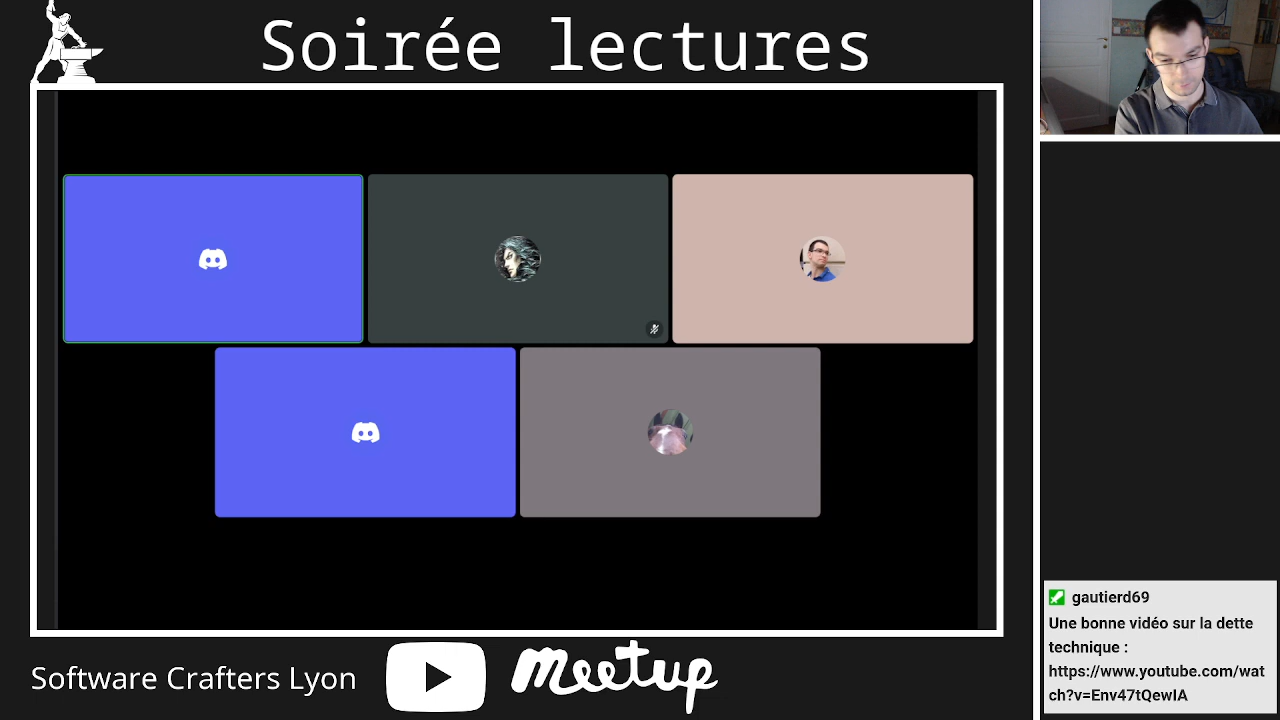 Soirée lectures
gautierd69
Une bonne vidéo sur la dette
technique :
https://www.youtube.com/wat
ch?v=Env47tQewIA
Software Crafters Lyon
meetup